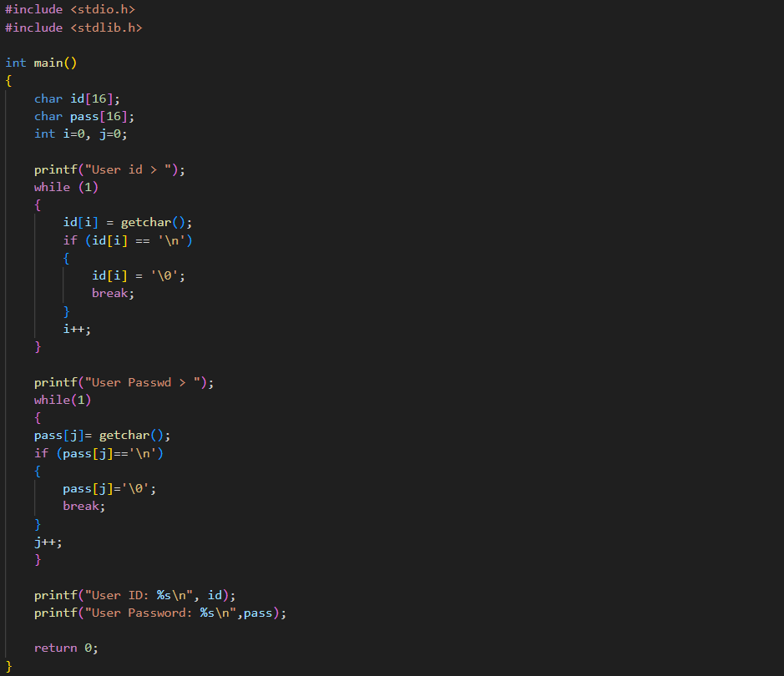 #include <stdio.h>
#include <stdlib.h>

int main()
{
    char id[16];
    char pass[16];
    int i=0, j=0;

    printf("User id > ");
    while (1)
    {
        id[i] = getchar();
        if (id[i] == '\n')
        {
            id[i] = '\0';
            break;
        }
        i++;
    }

    printf("User Passwd > ");
    while(1)
    {
    pass[j]= getchar();
    if (pass[j]=='\n')
    {
        pass[j]='\0';
        break;
    }
    j++;
    }

    printf("User ID: %s\n", id);
    printf("User Password: %s\n",pass);

    return 0;
}